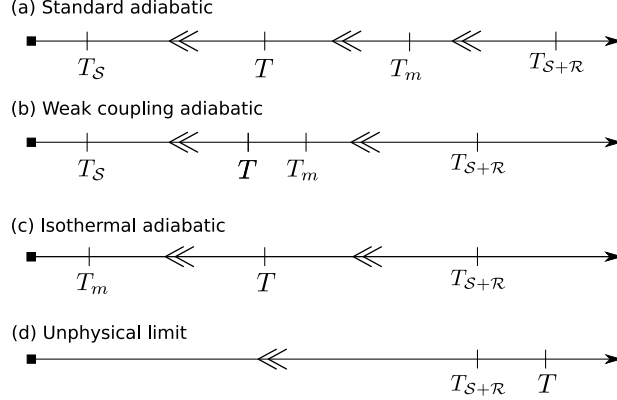 (a) Standard adiabatic
T_𝒮 ≪ T ≪ T_m ≪ T_{𝒮+ℛ}
(b) Weak coupling adiabatic
T_𝒮 ≪ T T_m ≪ T_{𝒮+ℛ}
(c) Isothermal adiabatic
T_m ≪ T ≪ T_{𝒮+ℛ}
(d) Unphysical limit
≪ T_{𝒮+ℛ} T